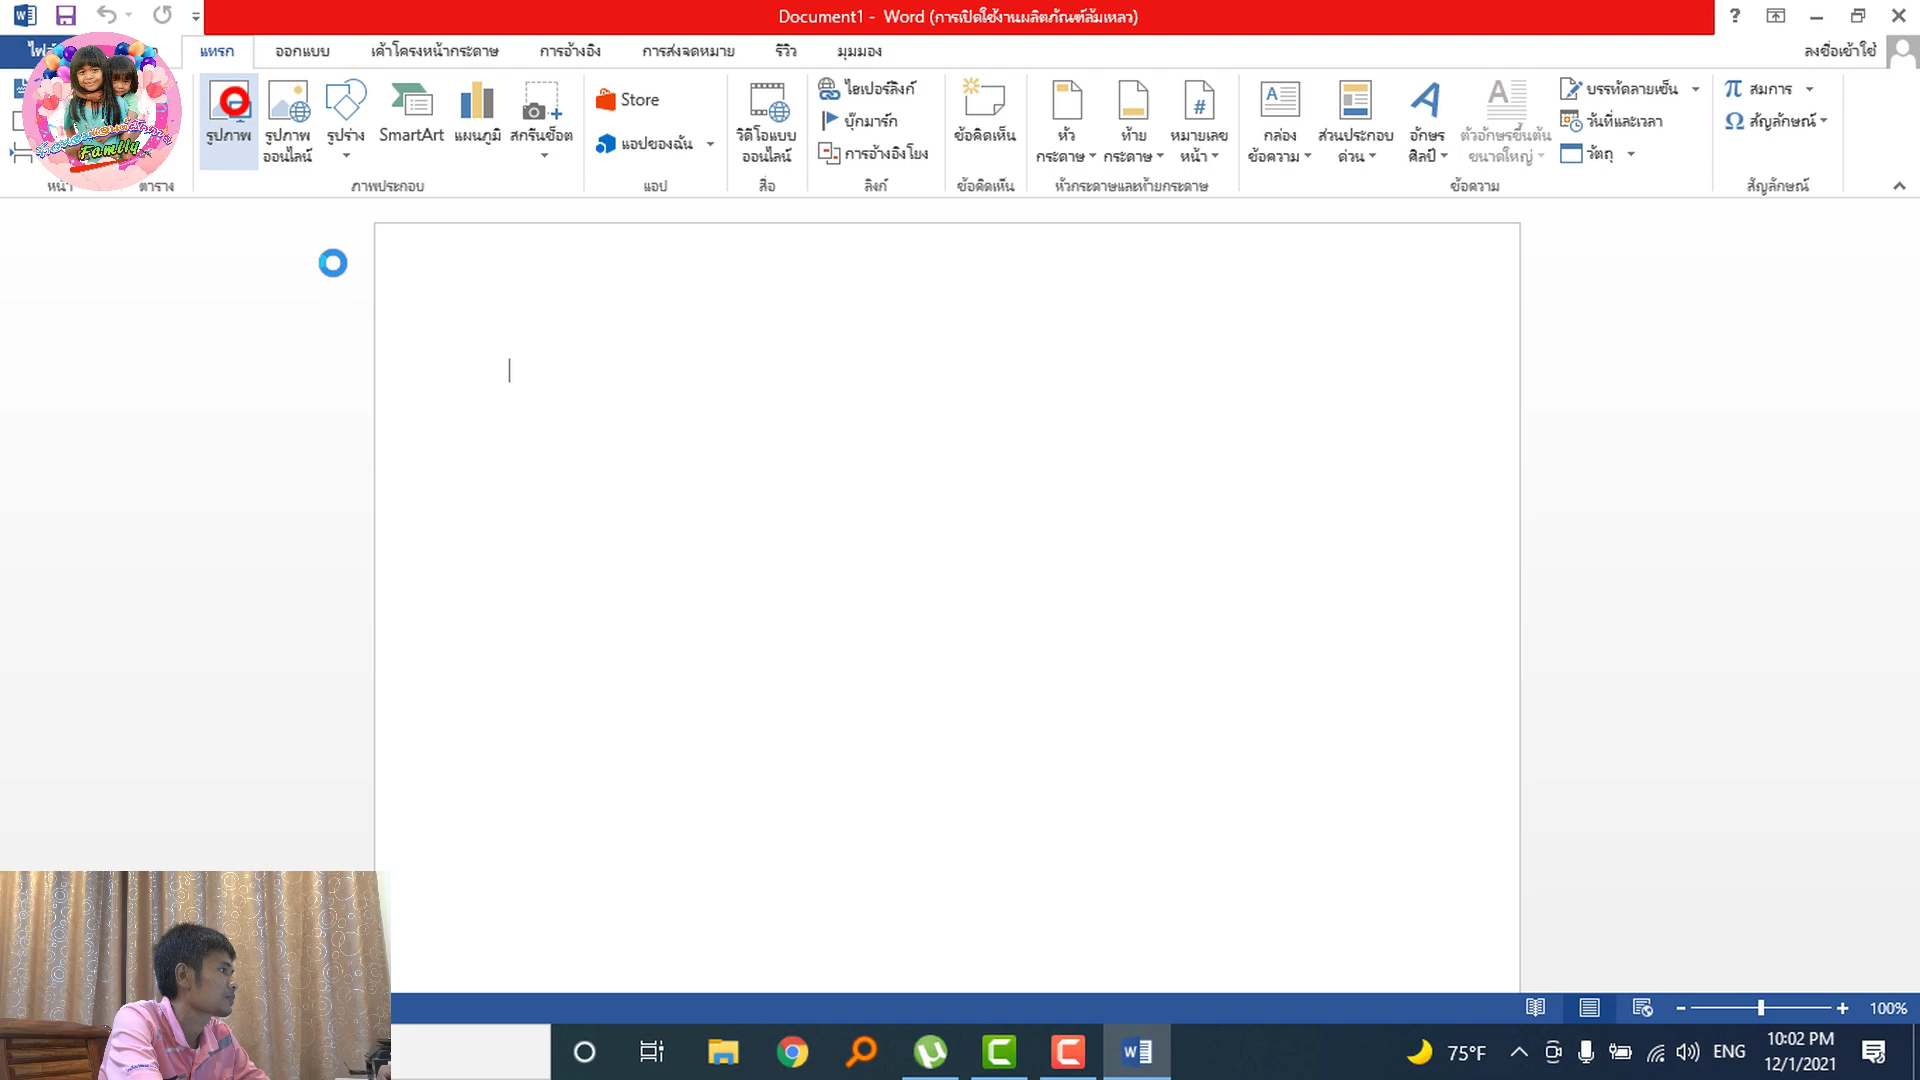 Document1 - Word (การเปิดใช้งานผลิตภัณฑ์ล้มเหลว)
แทรก ออกแบบ เค้าโครงหน้ากระดาษ การอ้างอิง การส่งจดหมาย รีวิว มุมมอง ลงชื่อเข้าใช้
รูปภาพ
รูปภาพ
ออนไลน์
รูปร่าง
SmartArt
แผนภูมิ
สกรีนช็อต
Store
แอปของฉัน
วิดีโอแบบ
ออนไลน์
ไฮเปอร์ลิงก์
บุ๊กมาร์ก
การอ้างอิงโยง
ข้อคิดเห็น
หัว
กระดาษ
ท้าย
กระดาษ
หมายเลข
หน้า
กล่อง
ข้อความ
ส่วนประกอบ
ด่วน
อักษร
ศิลป์
ตัวอักษรขึ้นต้น
ขนาดใหญ่
บรรทัดลายเซ็น
วันที่และเวลา
วัตถุ
สมการ
สัญลักษณ์
หน้า ตาราง ภาพประกอบ แอป สื่อ ลิงก์ ข้อคิดเห็น หัวกระดาษและท้ายกระดาษ ข้อความ สัญลักษณ์
Family
100%
75°F
ENG
10:02 PM
12/1/2021